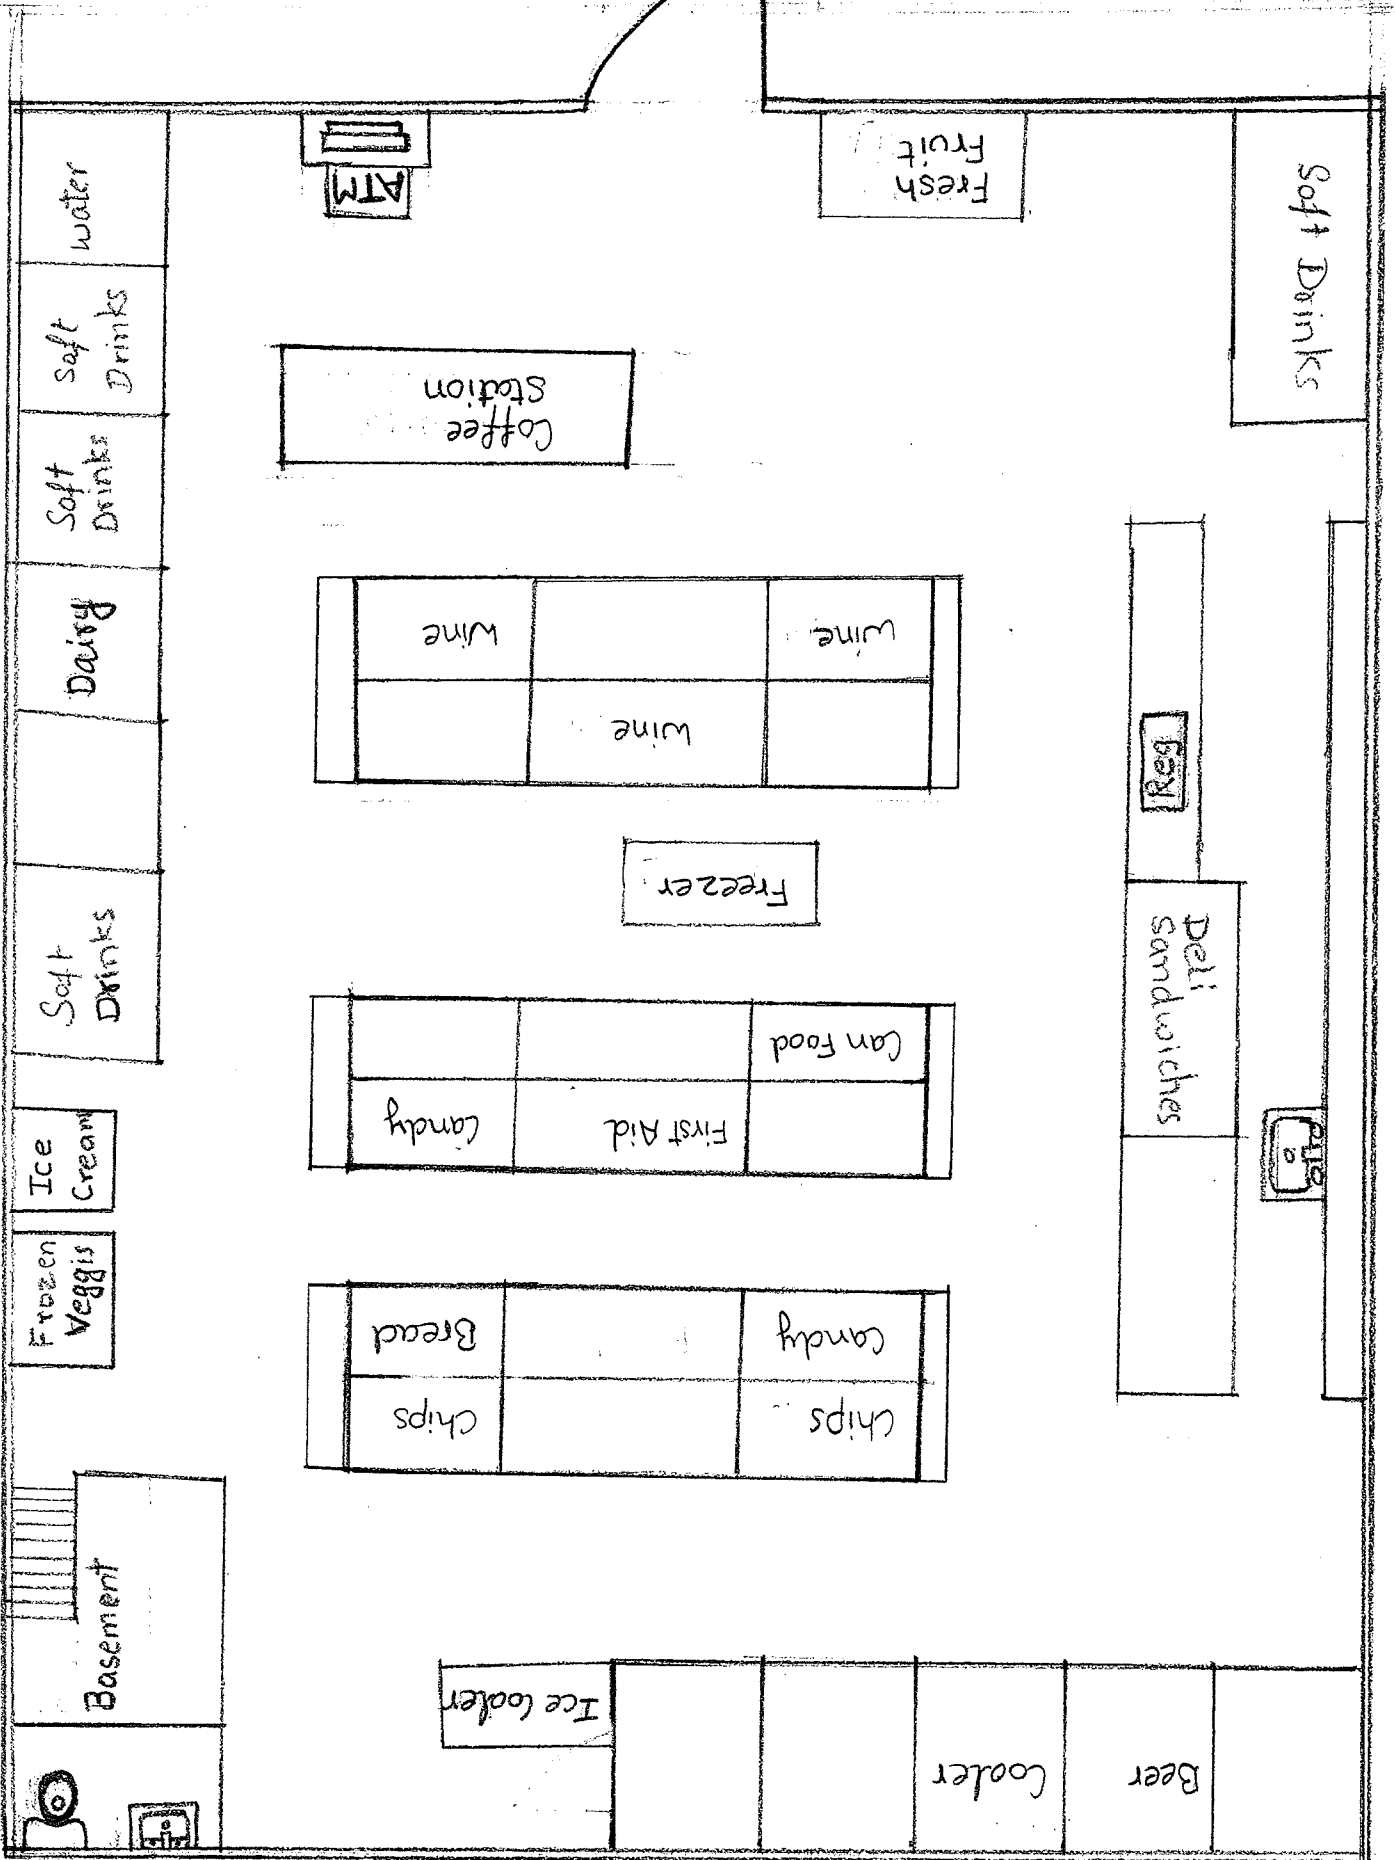 Water
Soft
Drinks
Soft
Drinks
Dairy
Soft
Drinks
Ice
Cream
Frozen
Veggis
Basement
ATM
Fresh
Fruit
Soft Drinks
Coffee
Station
Wine
Wine
Wine
Reg
Freezer
Deli
Sandwiches
Can Food
Candy
First Aid
Bread
Candy
Chips
Chips
Ice Cooler
Cooler
Beer